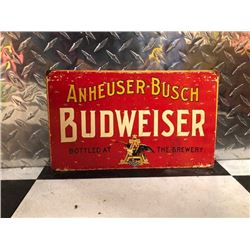 ANHEUSER-BUSCH
BUDWEISER
BOTTLED AT THE BREWERY